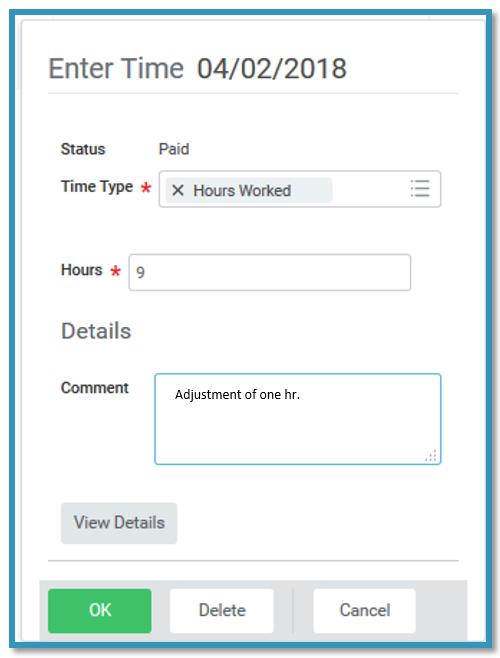 Enter Time 04/02/2018
Status Paid
Time Type * × Hours Worked
Hours * 9
Details
Comment Adjustment of one hr.
View Details
OK Delete Cancel